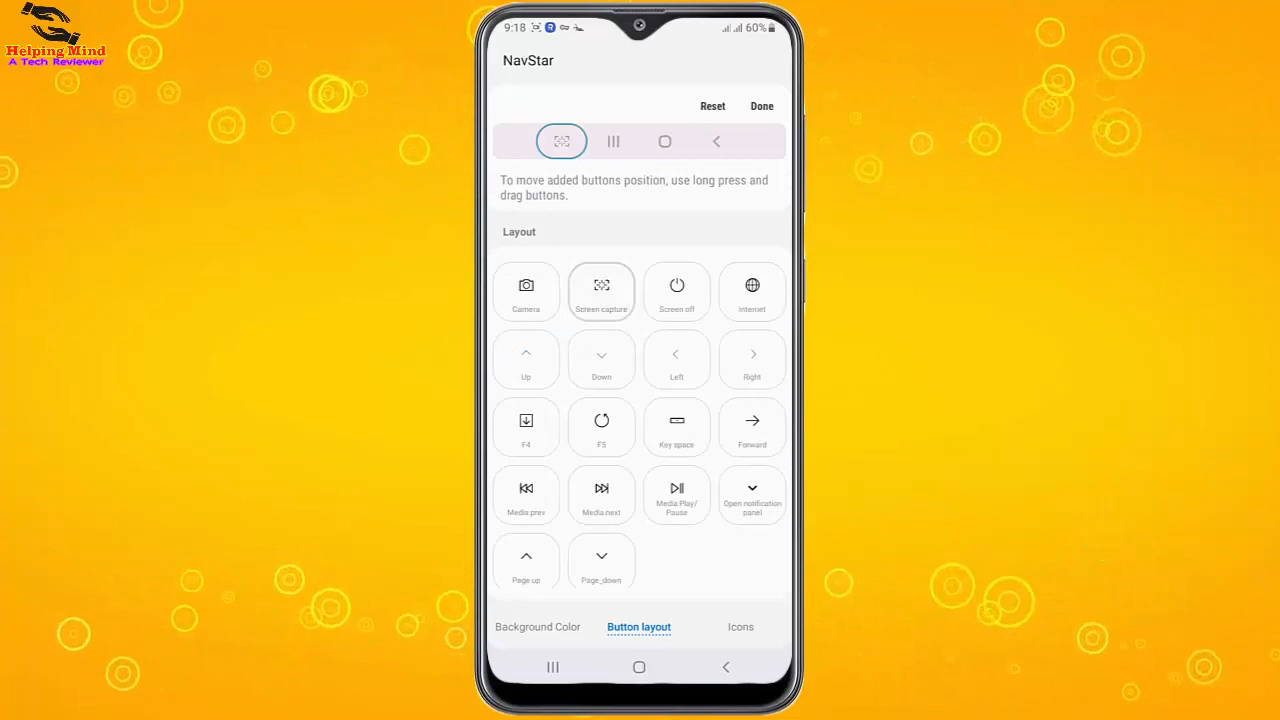 Helping Mind
A Tech Reviewer
9:18
60%
NavStar
Reset Done
To move added buttons position, use long press and
drag buttons.
Layout
Camera Screen capture Screen off Internet
Up Down Left Right
F4 F5 Key space Forward
Media prev Media next Media Play/
Pause Open notification
panel
Page up Page_down
Background Color Button layout Icons